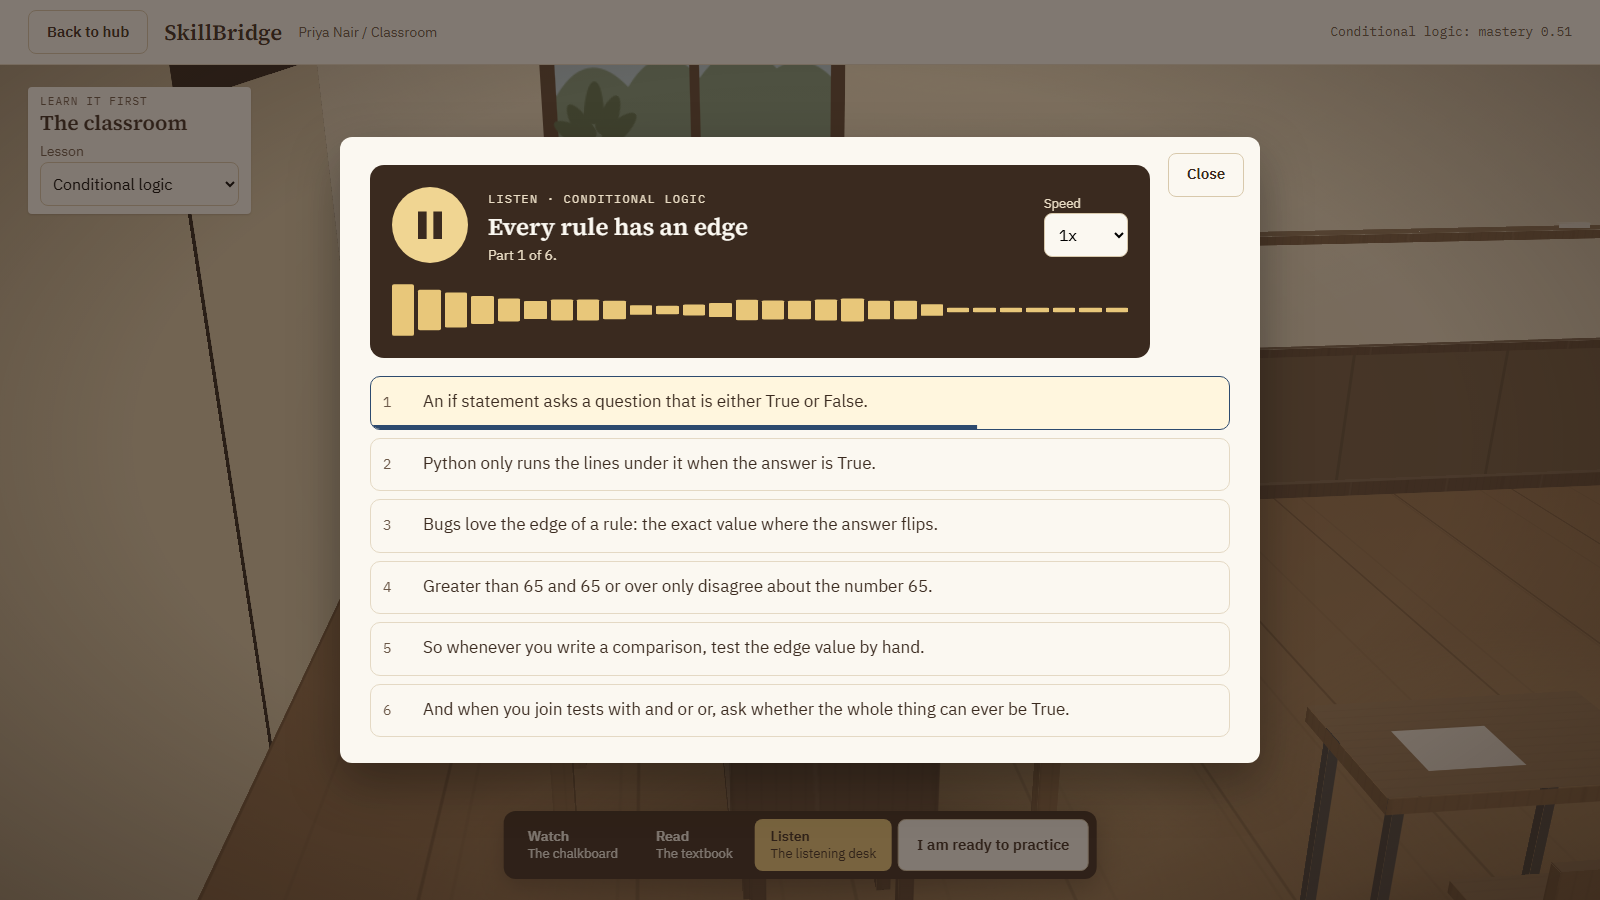 Back to hub
SkillBridge
Priya Nair / Classroom
Conditional logic: mastery 0.51
LEARN IT FIRST
The classroom
Lesson
Conditional logic
Close
LISTEN · CONDITIONAL LOGIC
Every rule has an edge
Part 1 of 6.
Speed
1x
1 An if statement asks a question that is either True or False.
2 Python only runs the lines under it when the answer is True.
3 Bugs love the edge of a rule: the exact value where the answer flips.
4 Greater than 65 and 65 or over only disagree about the number 65.
5 So whenever you write a comparison, test the edge value by hand.
6 And when you join tests with and or or, ask whether the whole thing can ever be True.
Watch
The chalkboard
Read
The textbook
Listen
The listening desk
I am ready to practice